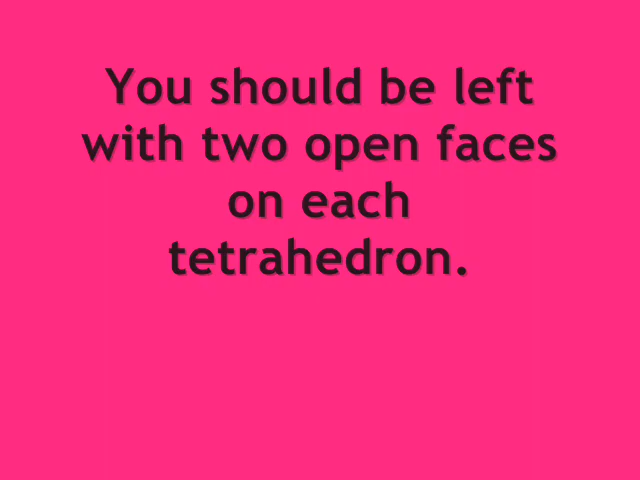 You should be left
with two open faces
on each
tetrahedron.